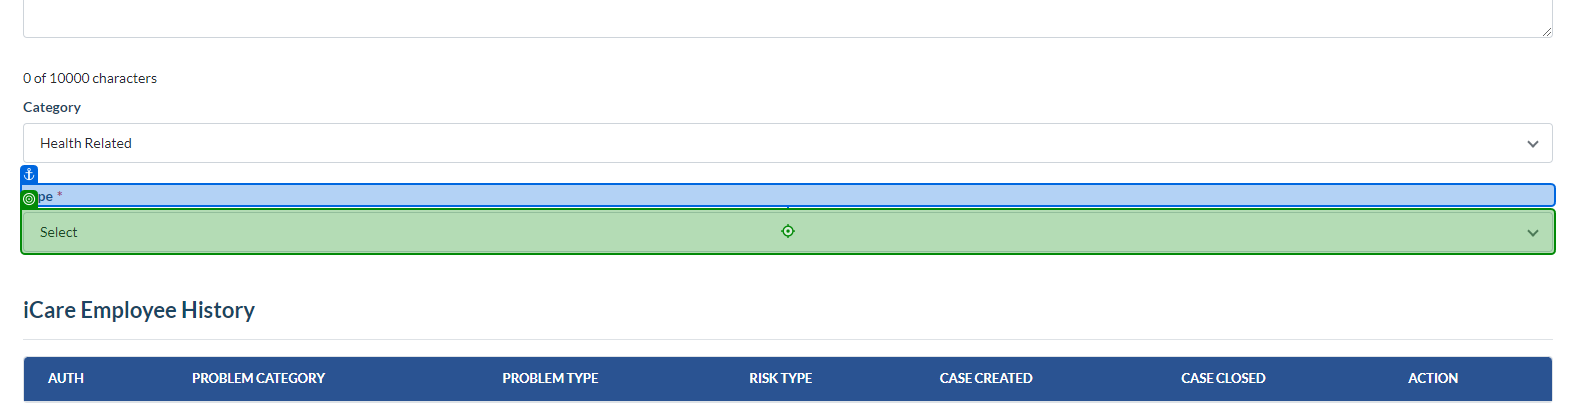 0 of 10000 characters
Category
Health Related
pe *
Select
iCare Employee History
AUTH PROBLEM CATEGORY PROBLEM TYPE RISK TYPE CASE CREATED CASE CLOSED ACTION